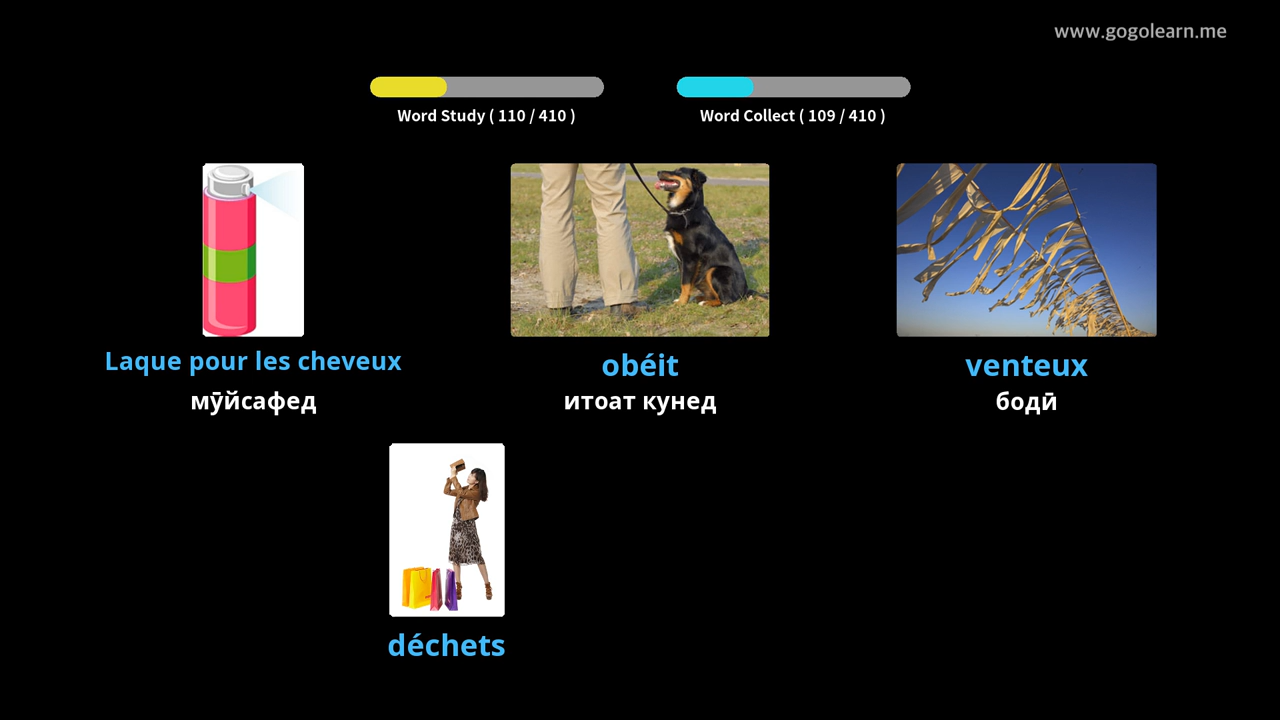 www.gogolearn.me
Word Study ( 110 / 410 )
Word Collect ( 109 / 410 )
Laque pour les cheveux
мӯйсафед
obéit
итоат кунед
venteux
бодӣ
déchets